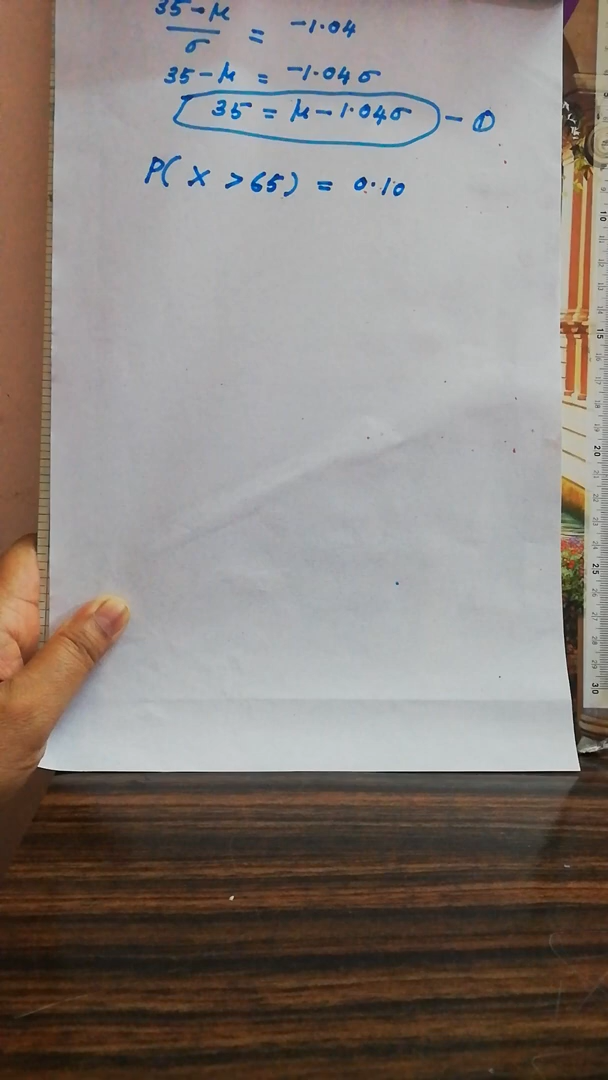 35-μ/σ = -1.04
35-μ = -1.04σ
35 = μ-1.04σ - ①
P( X > 65) = 0.10